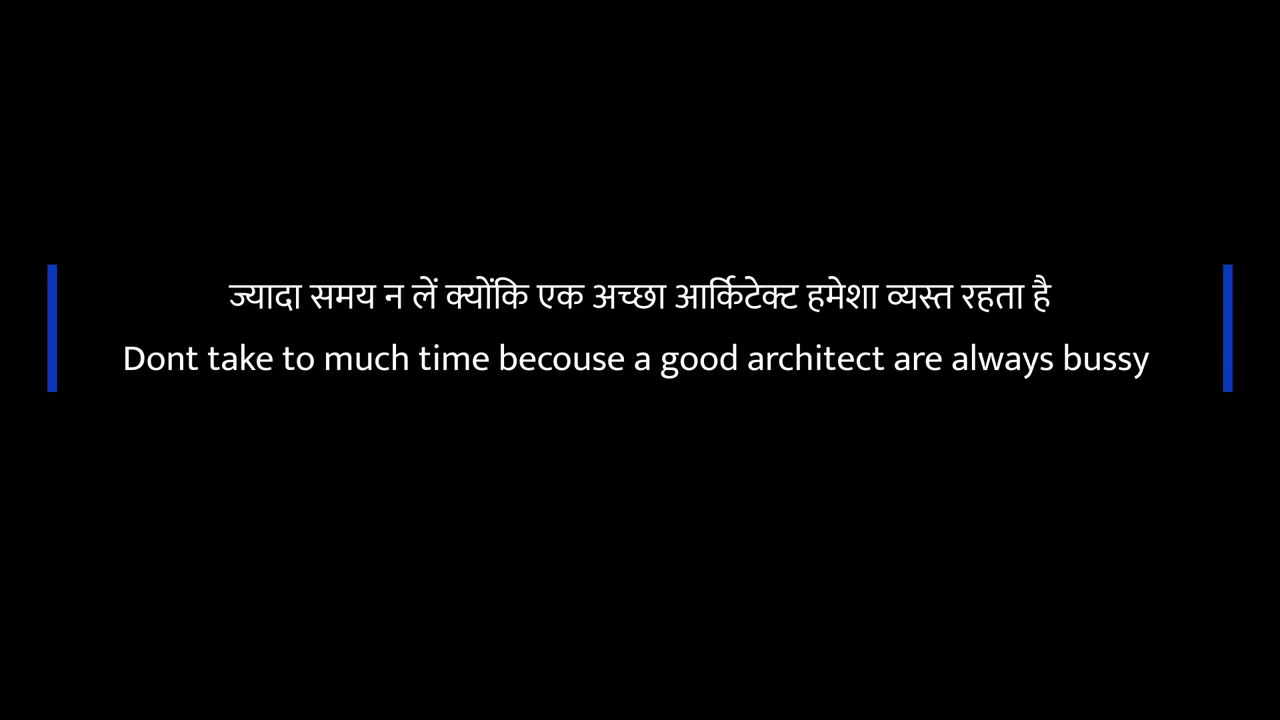 ज्यादा समय न लें क्योंकि एक अच्छा आर्किटेक्ट हमेशा व्यस्त रहता है
Dont take to much time becouse a good architect are always bussy